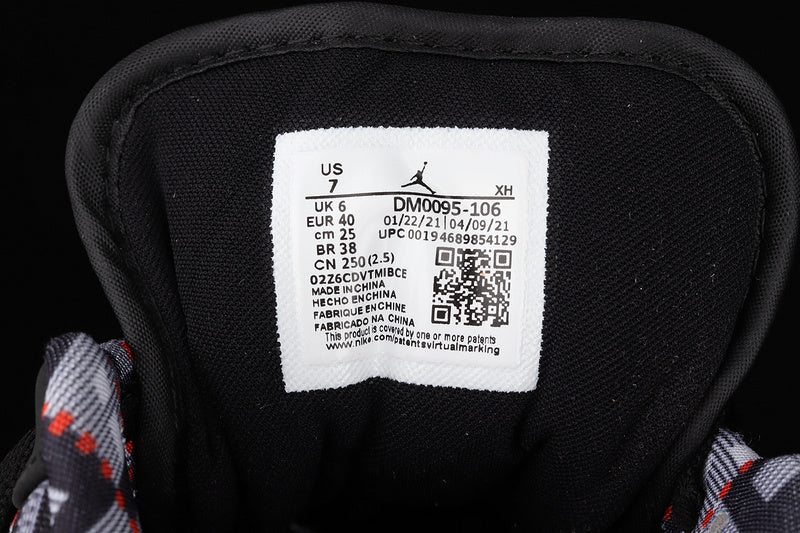 US
7 XH
UK 6 DM0095-106
EUR 40 01/22/21 | 04/09/21
cm 25 UPC 00194689854129
BR 38
CN 250 (2.5)
02Z6CDVTMIBCE
MADE IN CHINA
HECHO EN CHINA
FABRIQUE EN CHINE
FABRICADO NA CHINA
This product is covered by one or more patents
www.nike.com/patentsvirtualmarking